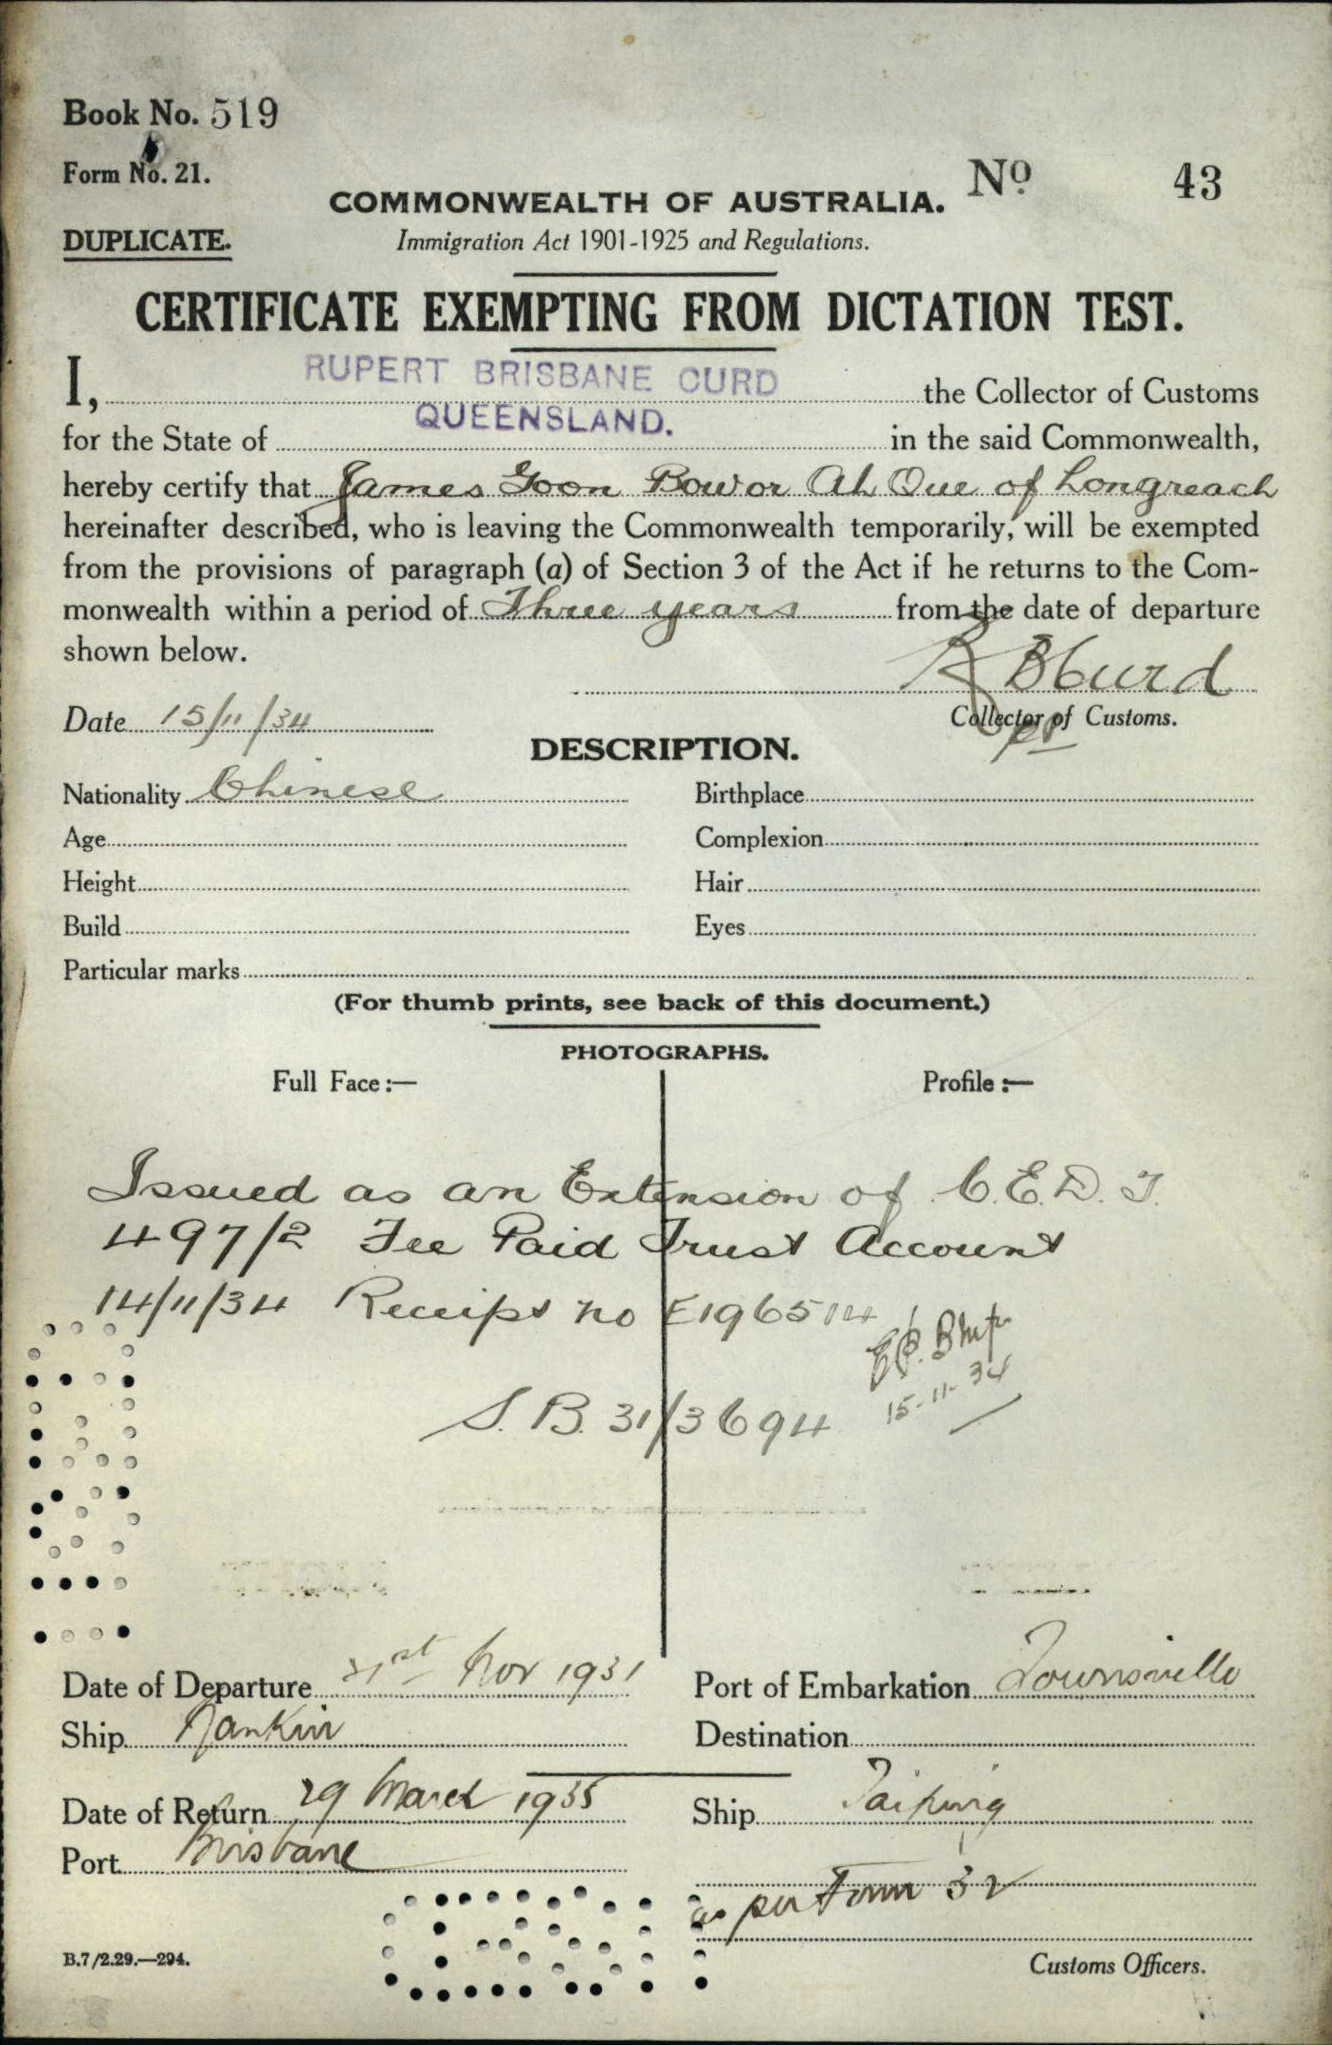 Book No. 519
Form No. 21.
No 43
COMMONWEALTH OF AUSTRALIA.
DUPLICATE.
Immigration Act 1901-1925 and Regulations.
CERTIFICATE EXEMPTING FROM DICTATION TEST.
I, RUPERT BRISBANE CURD the Collector of Customs
for the State of QUEENSLAND. in the said Commonwealth,
hereby certify that James Goon Bowor Ah Que of Longreach
hereinafter described, who is leaving the Commonwealth temporarily, will be exempted
from the provisions of paragraph (a) of Section 3 of the Act if he returns to the Com-
monwealth within a period of Three years from the date of departure
shown below.
R B Curd
Date 15/11/34 Collector of Customs.
DESCRIPTION.
Nationality Chinese Birthplace
Age Complexion
Height Hair
Build Eyes
Particular marks
(For thumb prints, see back of this document.)
PHOTOGRAPHS.
Full Face:— Profile:—
Issued as an Extension of C.E.D.T.
497/2 Fee Paid Trust Account
14/11/34 Receipt no E196514
15-11-34
S.B. 31/3694
Date of Departure 21st Nov 1931 Port of Embarkation Townsville
Ship Nankin Destination
Date of Return 29 March 1935 Ship Taiping
Port Brisbane
as per Form 32
B.7/2.29.—294. Customs Officers.